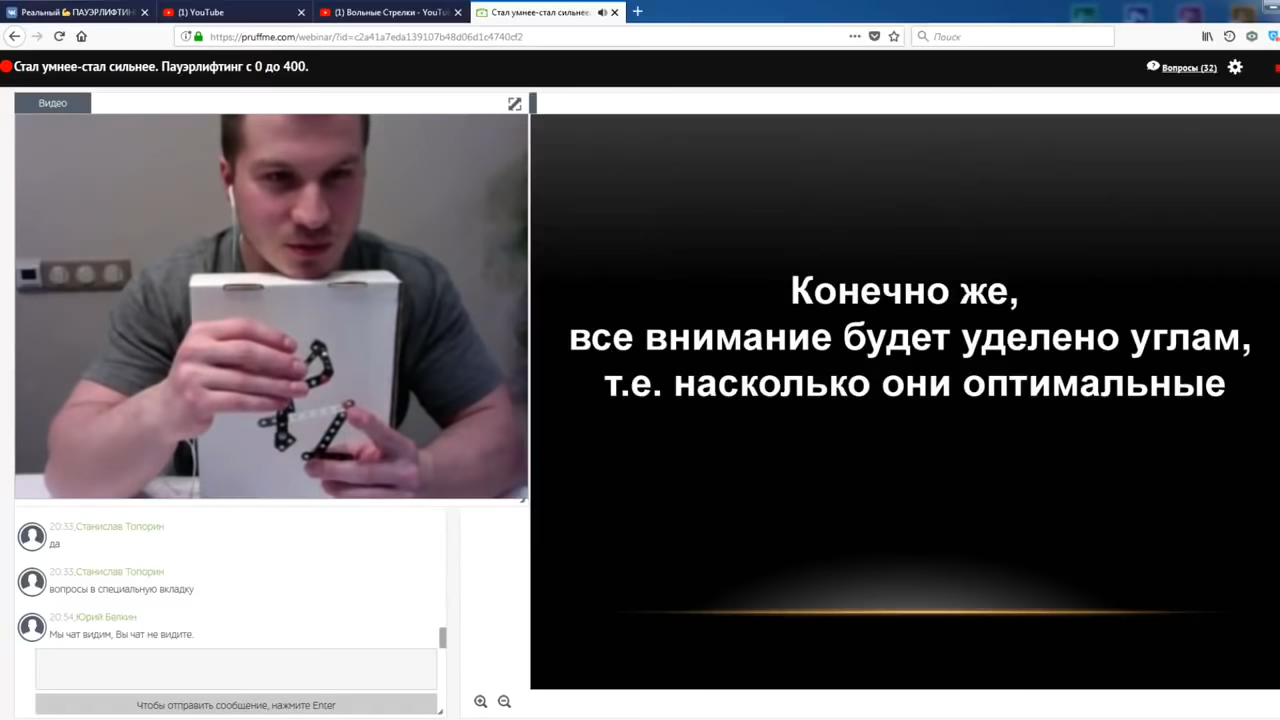 Реальный 💪 ПАУЭРЛИФТИН
(1) YouTube
(1) Вольные Стрелки - YouTu
Стал умнее-стал сильнее.
https://pruffme.com/webinar/?id=c2a41a7eda139107b48d06d1c4740cf2
Поиск
Стал умнее-стал сильнее. Пауэрлифтинг с 0 до 400.
Вопросы (32)
Видео
Конечно же,
все внимание будет уделено углам,
т.е. насколько они оптимальные
20:33,Станислав Топорин
да
20:33,Станислав Топорин
вопросы в специальную вкладку
20:54,Юрий Белкин
Мы чат видим, Вы чат не видите.
Чтобы отправить сообщение, нажмите Enter